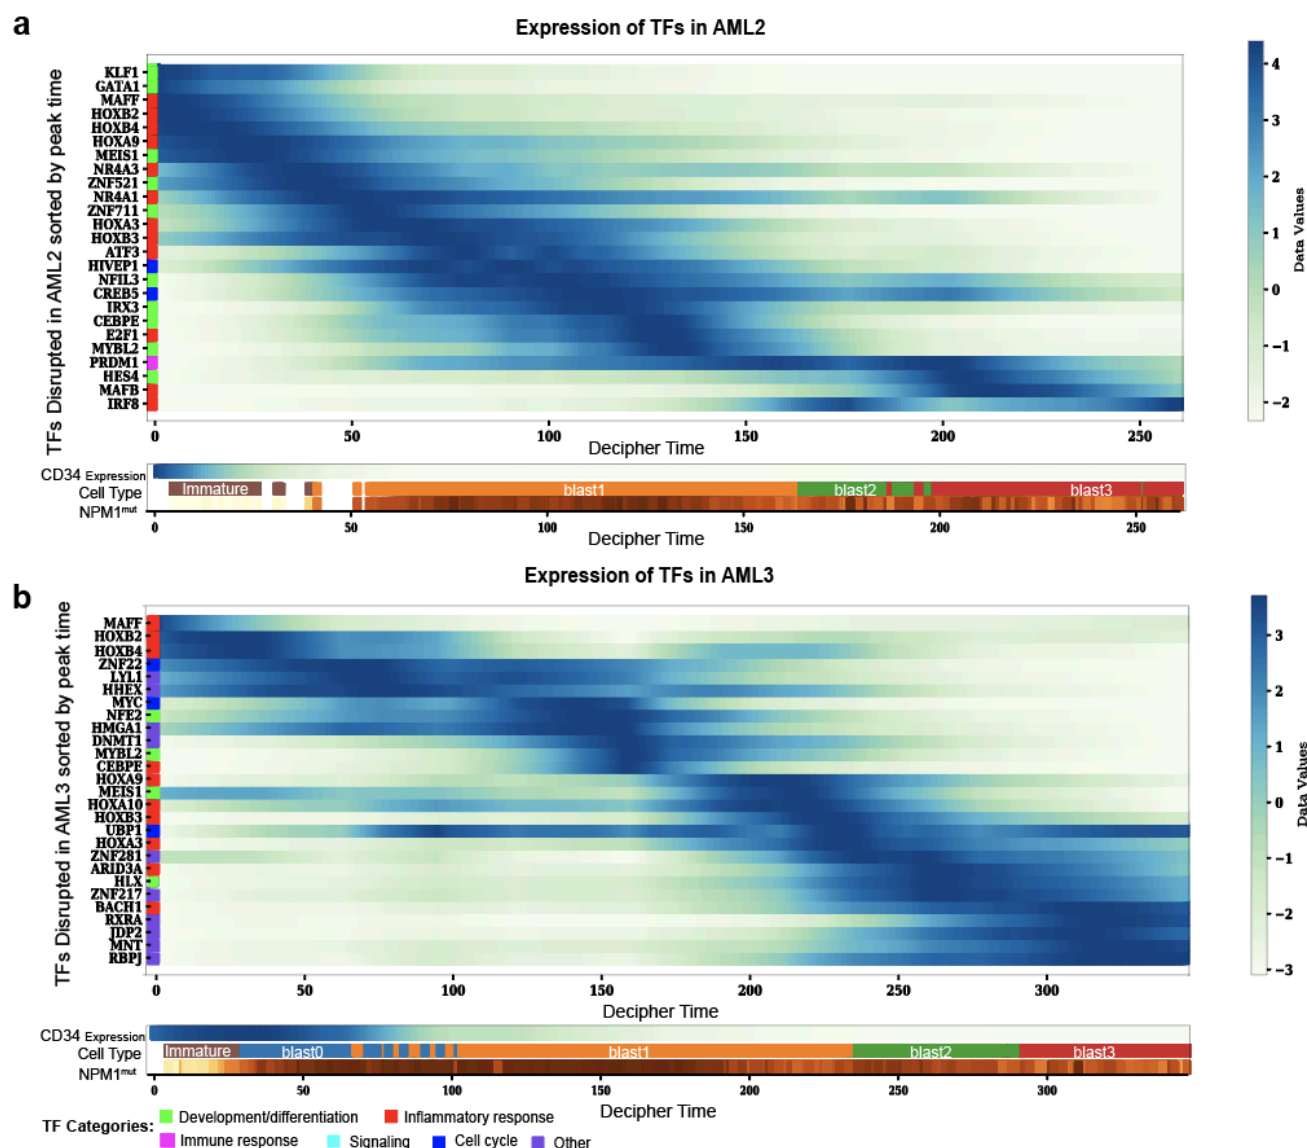 a
Expression of TFs in AML2
TFs Disrupted in AML2 sorted by peak time
KLF1
GATA1
MAFF
HOXB2
HOXB4
HOXA9
MEIS1
NR4A3
ZNF521
NR4A1
ZNF711
HOXA3
HOXB3
ATF3
HIVEP1
NFIL3
CREB5
IRX3
CEBPE
E2F1
MYBL2
PRDM1
HES4
MAFB
IRF8
0 50 100 150 200 250
Decipher Time
4
3
2
1
0
−1
−2
Data Values
CD34 Expression
Cell Type Immature blast1 blast2 blast3
NPM1mut
0 50 100 150 200 250
Decipher Time
b
Expression of TFs in AML3
TFs Disrupted in AML3 sorted by peak time
MAFF
HOXB2
HOXB4
ZNF22
LYL1
HHEX
MYC
NFE2
HMGA1
DNMT1
MYBL2
CEBPE
HOXA9
MEIS1
HOXA10
HOXB3
UBP1
HOXA3
ZNF281
ARID3A
HLX
ZNF217
BACH1
RXRA
JDP2
MNT
RBPJ
0 50 100 150 200 250 300
Decipher Time
3
2
1
0
−1
−2
−3
Data Values
CD34 Expression
Cell Type Immature blast0 blast1 blast2 blast3
NPM1mut
0 50 100 150 200 250 300
Decipher Time
TF Categories: Development/differentiation Inflammatory response
Immune response Signaling Cell cycle Other